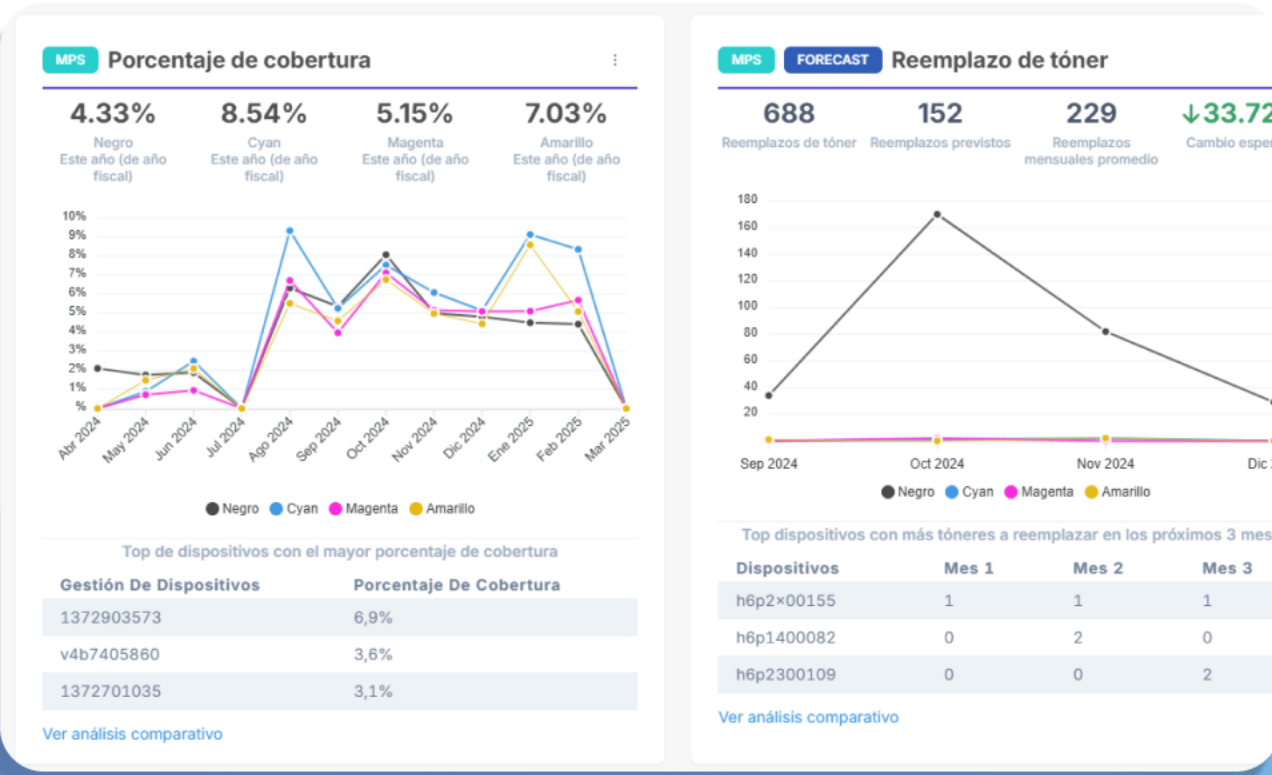 MPS Porcentaje de cobertura
4.33% 8.54% 5.15% 7.03%
Negro Cyan Magenta Amarillo
Este año (de año Este año (de año Este año (de año Este año (de año
fiscal) fiscal) fiscal) fiscal)
10%
9%
8%
7%
6%
5%
4%
3%
2%
1%
%
Abr 2024 May 2024 Jun 2024 Jul 2024 Ago 2024 Sep 2024 Oct 2024 Nov 2024 Dic 2024 Ene 2025 Feb 2025 Mar 2025
Negro Cyan Magenta Amarillo
Top de dispositivos con el mayor porcentaje de cobertura
Gestión De Dispositivos Porcentaje De Cobertura
1372903573 6,9%
v4b7405860 3,6%
1372701035 3,1%
Ver análisis comparativo
MPS FORECAST Reemplazo de tóner
688 152 229 ↓33.72
Reemplazos de tóner Reemplazos previstos Reemplazos Cambio esper
mensuales promedio
180
160
140
120
100
80
60
40
20
Sep 2024 Oct 2024 Nov 2024 Dic
Negro Cyan Magenta Amarillo
Top dispositivos con más tóneres a reemplazar en los próximos 3 mes
Dispositivos Mes 1 Mes 2 Mes 3
h6p2×00155 1 1 1
h6p1400082 0 2 0
h6p2300109 0 0 2
Ver análisis comparativo